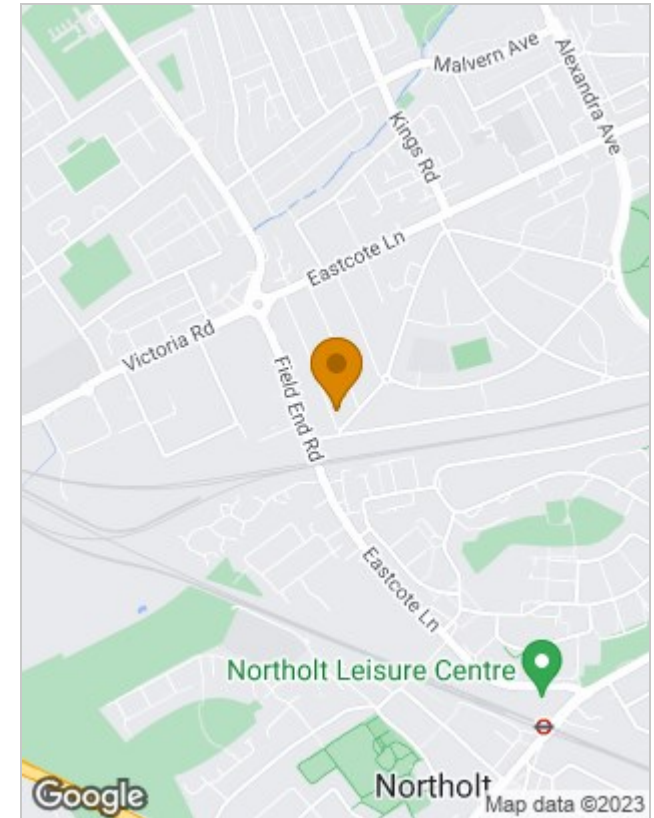 Malvern Ave
Alexandra Ave
Kings Rd
Eastcote Ln
Victoria Rd
Field End Rd
Eastcote Ln
Northolt Leisure Centre
Northolt
Google
Map data ©2023